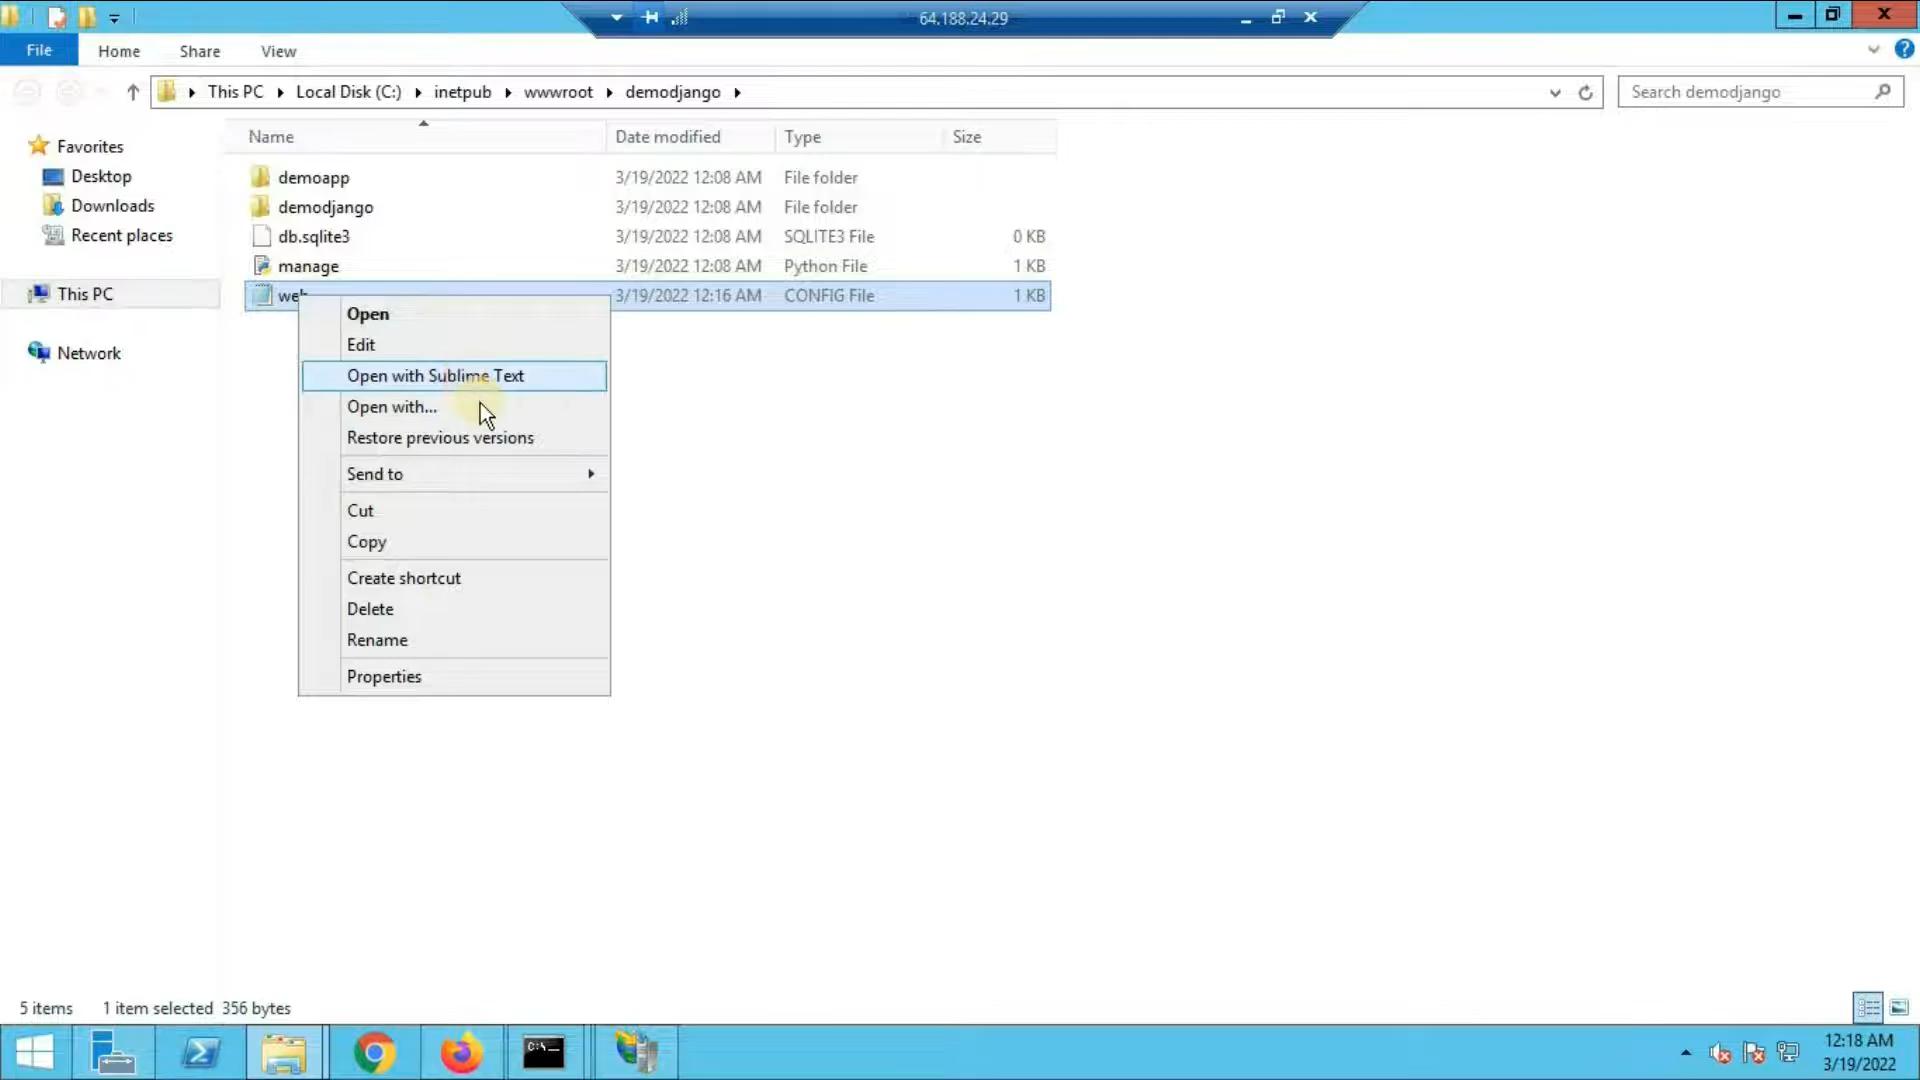 64.188.24.29
File Home Share View
This PC Local Disk (C:) inetpub wwwroot demodjango
Search demodjango
Name Date modified Type Size
Favorites
Desktop
Downloads
Recent places
This PC
Network
demoapp 3/19/2022 12:08 AM File folder
demodjango 3/19/2022 12:08 AM File folder
db.sqlite3 3/19/2022 12:08 AM SQLITE3 File 0 KB
manage 3/19/2022 12:08 AM Python File 1 KB
web 3/19/2022 12:16 AM CONFIG File 1 KB
Open
Edit
Open with Sublime Text
Open with...
Restore previous versions
Send to
Cut
Copy
Create shortcut
Delete
Rename
Properties
5 items 1 item selected 356 bytes
C:\
12:18 AM
3/19/2022